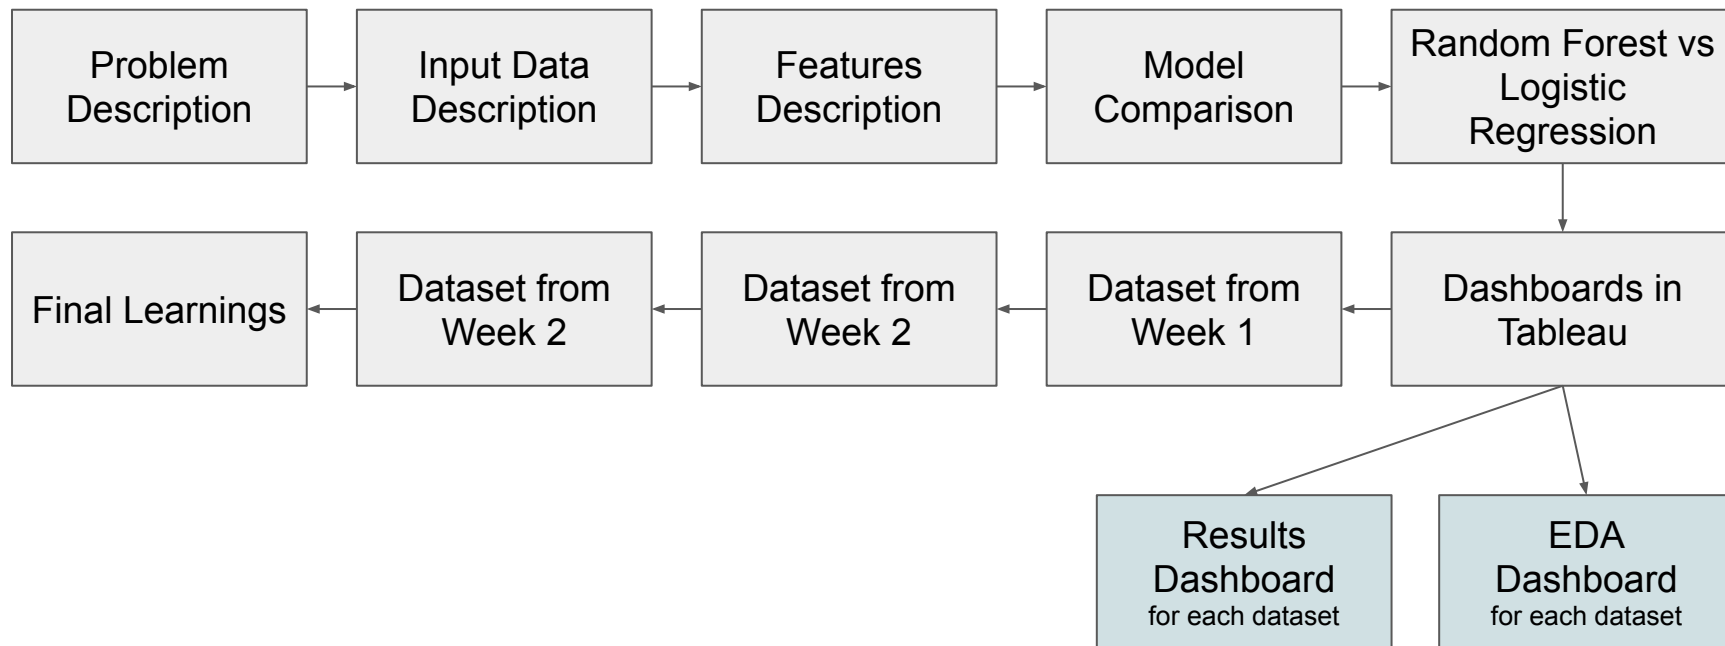 Problem
Description
Input Data
Description
Features
Description
Model
Comparison
Random Forest vs
Logistic
Regression
Final Learnings
Dataset from
Week 2
Dataset from
Week 2
Dataset from
Week 1
Dashboards in
Tableau
Results
Dashboard
for each dataset
EDA
Dashboard
for each dataset